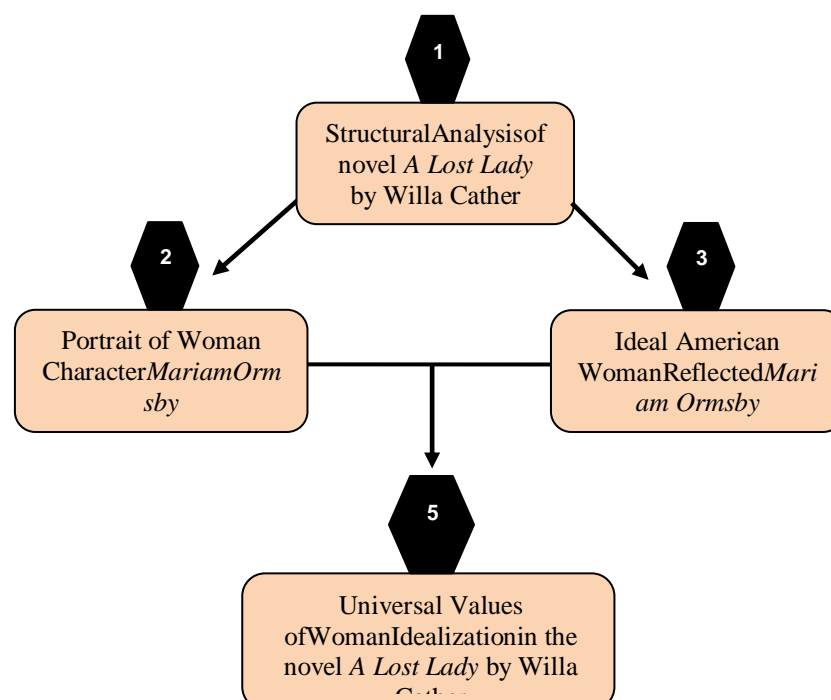 1
StructuralAnalysisof
novel A Lost Lady
by Willa Cather
2
3
Portrait of Woman
CharacterMariamOrm
sby
Ideal American
WomanReflectedMari
am Ormsby
5
Universal Values
ofWomanIdealizationin the
novel A Lost Lady by Willa
Cather